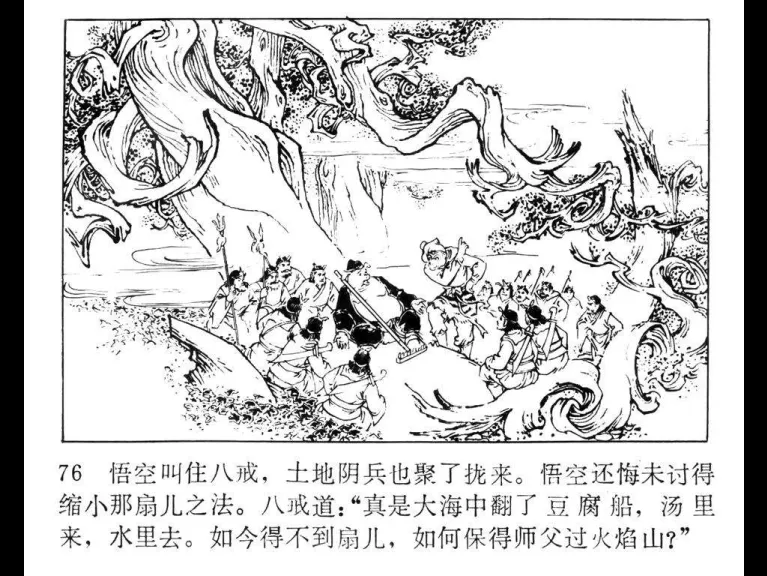 76 悟空叫住八戒，土地阴兵也聚了拢来。悟空还悔未讨得
缩小那扇儿之法。八戒道：“真是大海中翻了豆腐船，汤里
来，水里去。如今得不到扇儿，如何保得师父过火焰山？”